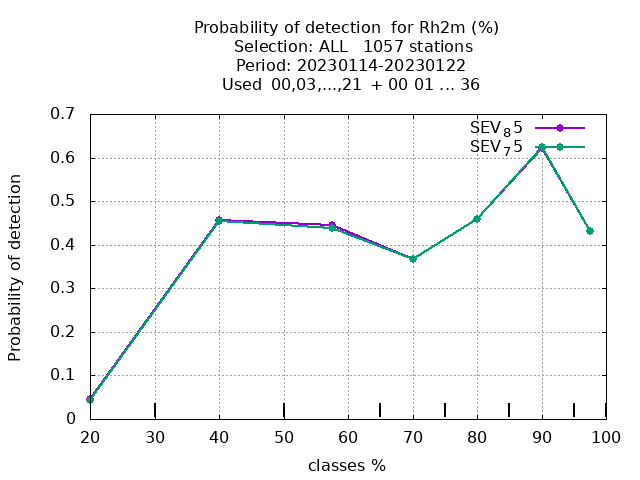 Probability of detection  for Rh2m (%)
Selection: ALL   1057 stations
Period: 20230114-20230122
Used  00,03,...,21  + 00 01 ... 36
SEV₈5
SEV₇5
Probability of detection
0.7
0.6
0.5
0.4
0.3
0.2
0.1
0
20 30 40 50 60 70 80 90 100
classes %